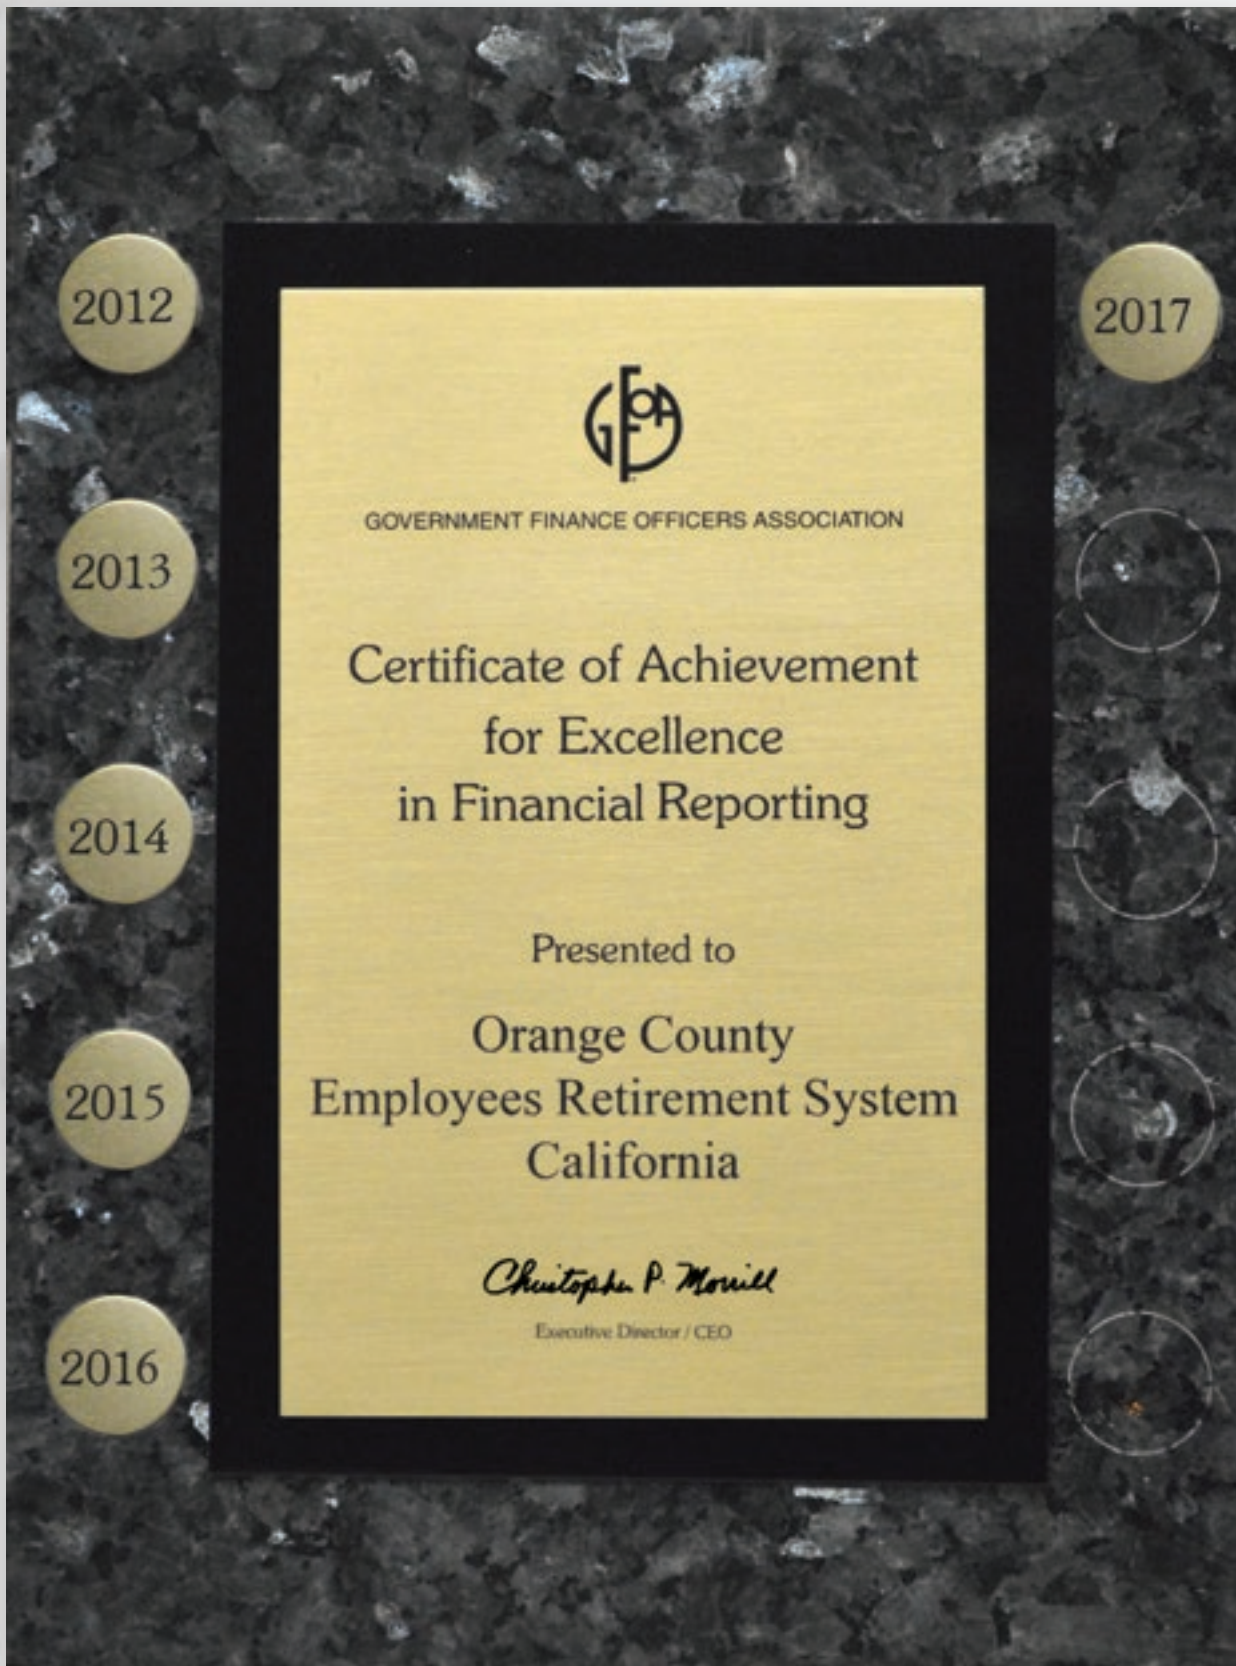 2012
2013
2014
2015
2016
GFOA
GOVERNMENT FINANCE OFFICERS ASSOCIATION
Certificate of Achievement
for Excellence
in Financial Reporting
Presented to
Orange County
Employees Retirement System
California
Christopher P. Morrill
Executive Director / CEO
2017